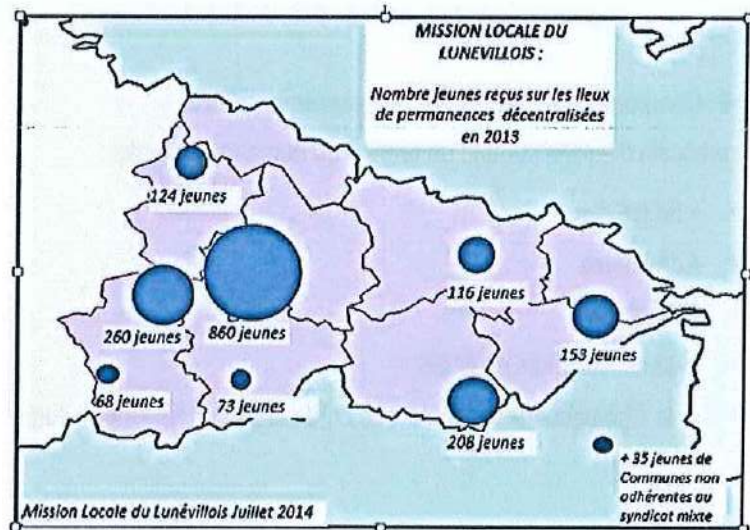 MISSION LOCALE DU
LUNEVILLOIS :
Nombre jeunes reçus sur les lieux
de permanences décentralisées
en 2013
124 jeunes
116 jeunes
260 jeunes
860 jeunes
153 jeunes
68 jeunes
73 jeunes
208 jeunes
+ 35 jeunes de
Communes non
adhérentes au
syndicat mixte
Mission Locale du Lunévillois Juillet 2014